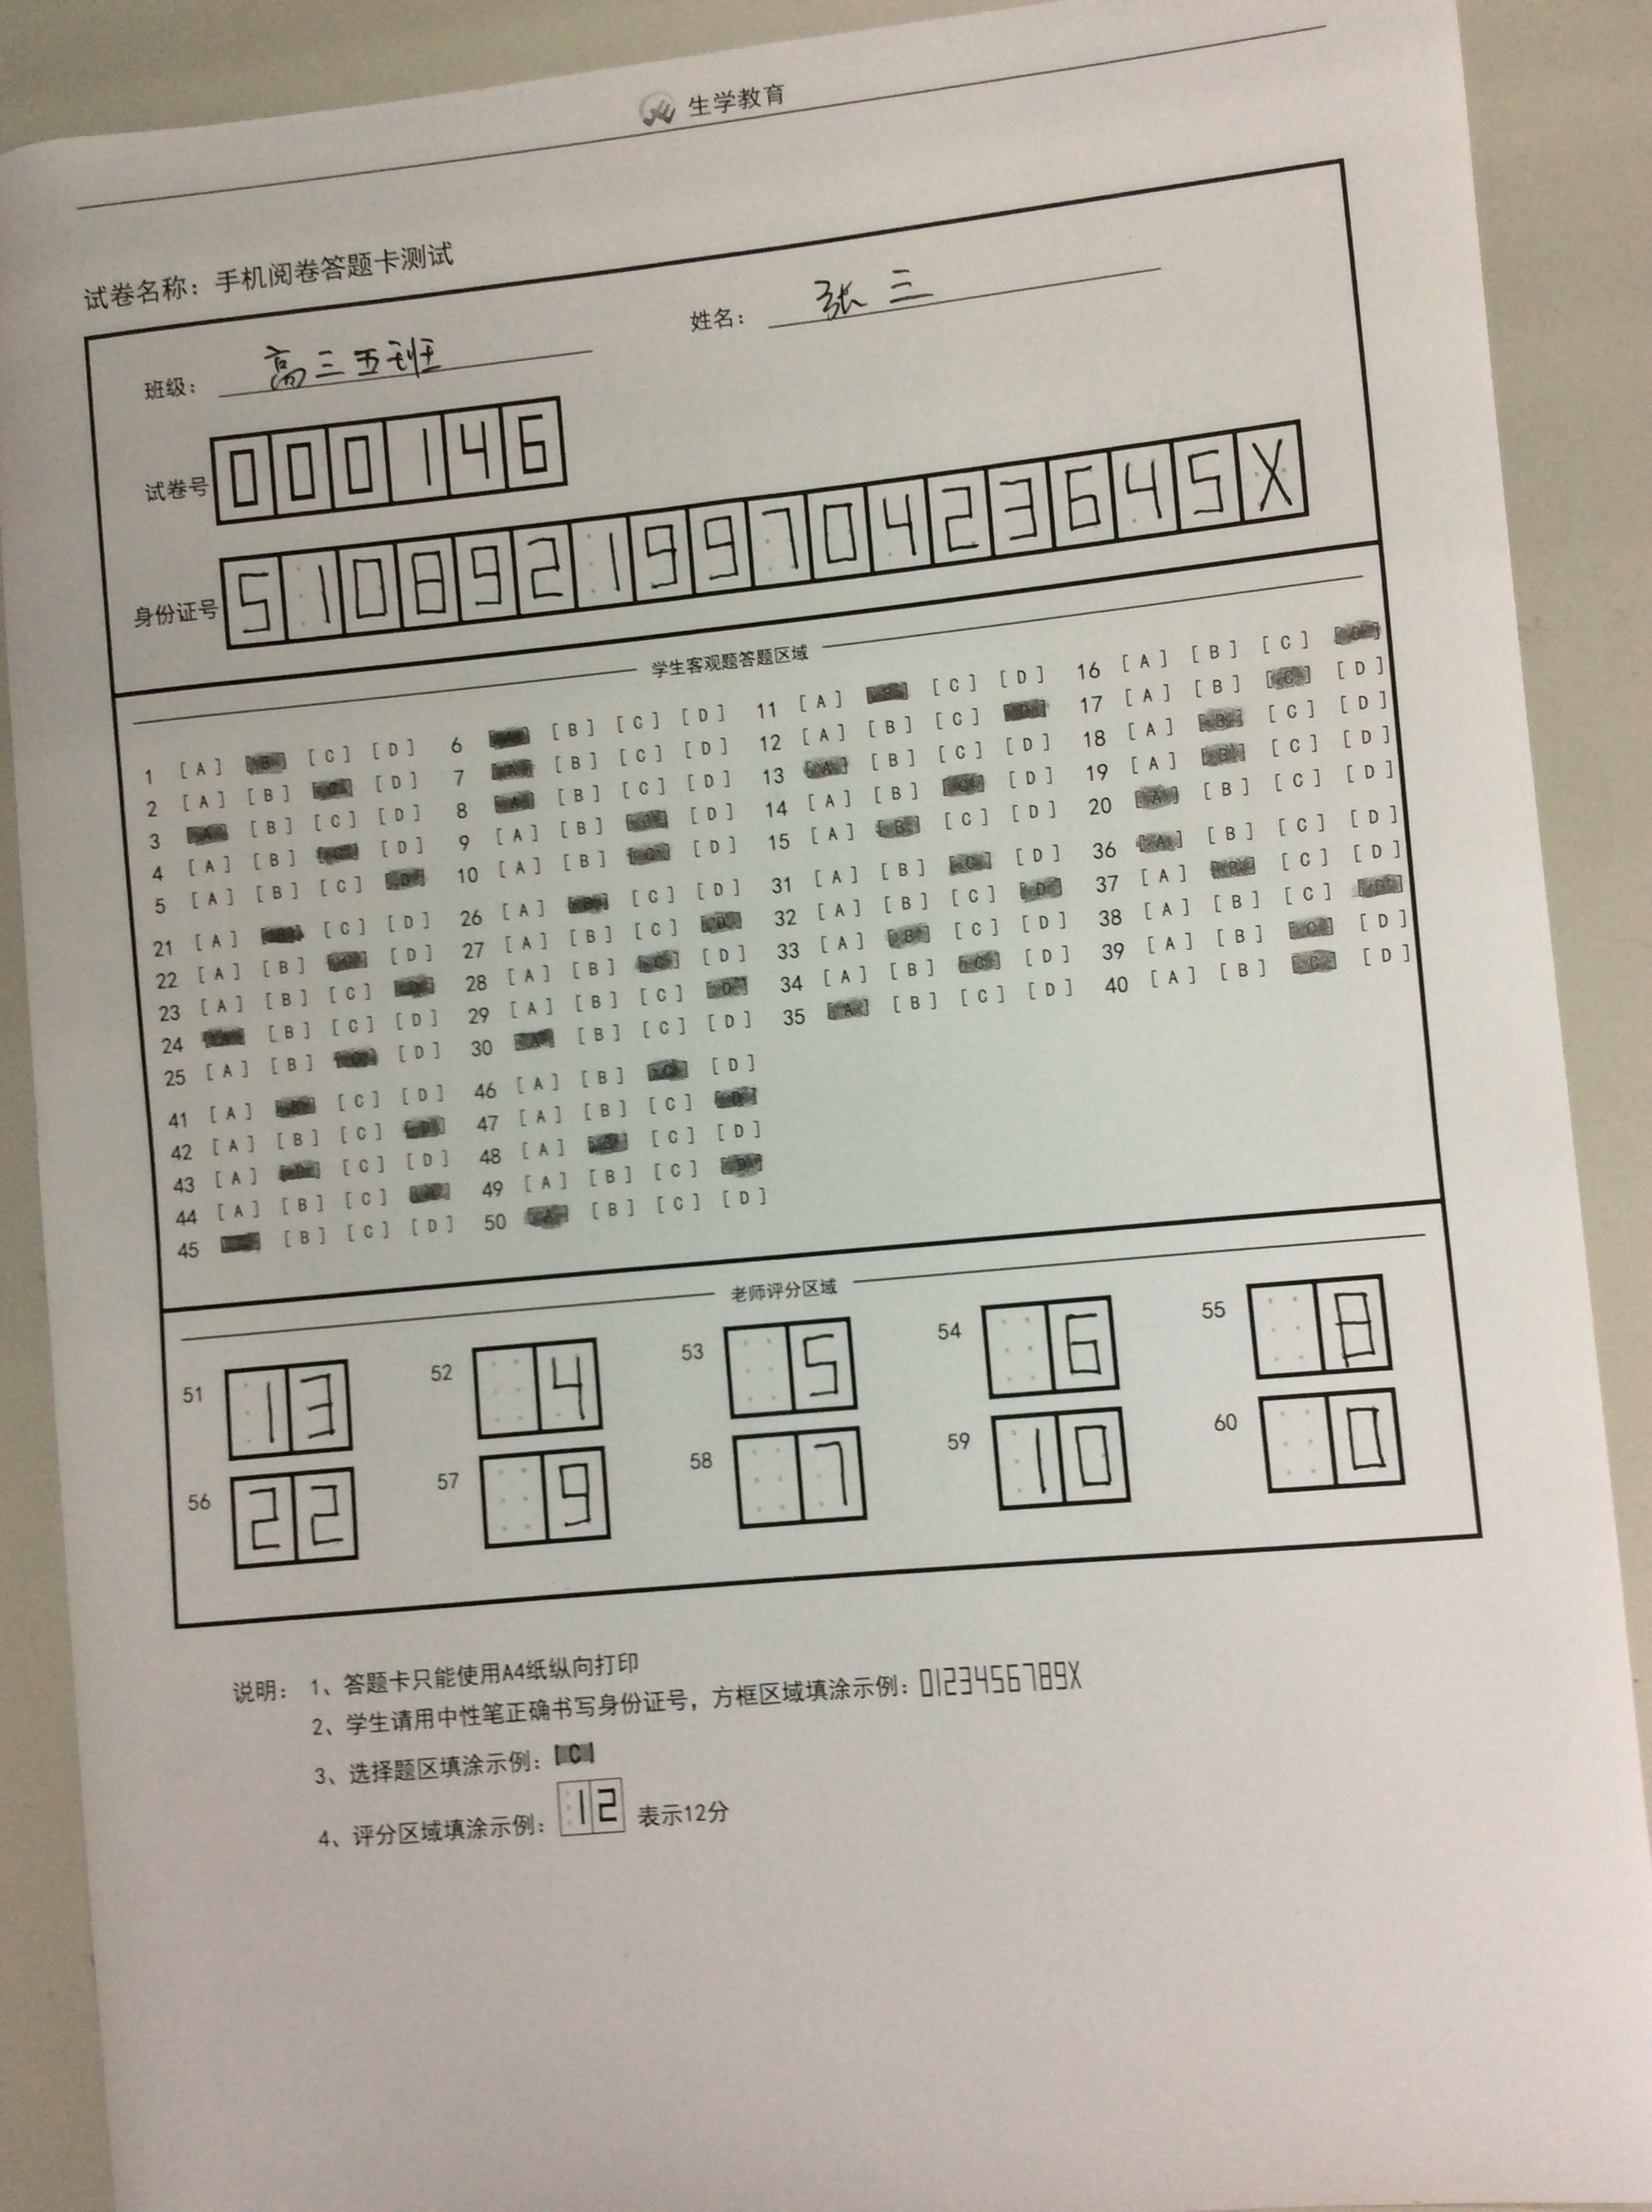 生学教育
试卷名称：手机阅卷答题卡测试
班级：高三五班 姓名：张三
试卷号 000146
身份证号 51089219970423645X
学生客观题答题区域
1 [A] [B] [C] [D] 6 [A] [B] [C] [D] 11 [A] [B] [C] [D] 16 [A] [B] [C] [D]
2 [A] [B] [C] [D] 7 [A] [B] [C] [D] 12 [A] [B] [C] [D] 17 [A] [B] [C] [D]
3 [A] [B] [C] [D] 8 [A] [B] [C] [D] 13 [A] [B] [C] [D] 18 [A] [B] [C] [D]
4 [A] [B] [C] [D] 9 [A] [B] [C] [D] 14 [A] [B] [C] [D] 19 [A] [B] [C] [D]
5 [A] [B] [C] [D] 10 [A] [B] [C] [D] 15 [A] [B] [C] [D] 20 [A] [B] [C] [D]
21 [A] [B] [C] [D] 26 [A] [B] [C] [D] 31 [A] [B] [C] [D] 36 [A] [B] [C] [D]
22 [A] [B] [C] [D] 27 [A] [B] [C] [D] 32 [A] [B] [C] [D] 37 [A] [B] [C] [D]
23 [A] [B] [C] [D] 28 [A] [B] [C] [D] 33 [A] [B] [C] [D] 38 [A] [B] [C] [D]
24 [A] [B] [C] [D] 29 [A] [B] [C] [D] 34 [A] [B] [C] [D] 39 [A] [B] [C] [D]
25 [A] [B] [C] [D] 30 [A] [B] [C] [D] 35 [A] [B] [C] [D] 40 [A] [B] [C] [D]
41 [A] [B] [C] [D] 46 [A] [B] [C] [D]
42 [A] [B] [C] [D] 47 [A] [B] [C] [D]
43 [A] [B] [C] [D] 48 [A] [B] [C] [D]
44 [A] [B] [C] [D] 49 [A] [B] [C] [D]
45 [A] [B] [C] [D] 50 [A] [B] [C] [D]
老师评分区域
51 13 52 4 53 5 54 6 55 8
56 22 57 9 58 7 59 10 60 0
说明： 1、答题卡只能使用A4纸纵向打印
2、学生请用中性笔正确书写身份证号，方框区域填涂示例：0123456789X
3、选择题区填涂示例：[C]
4、评分区域填涂示例：12 表示12分